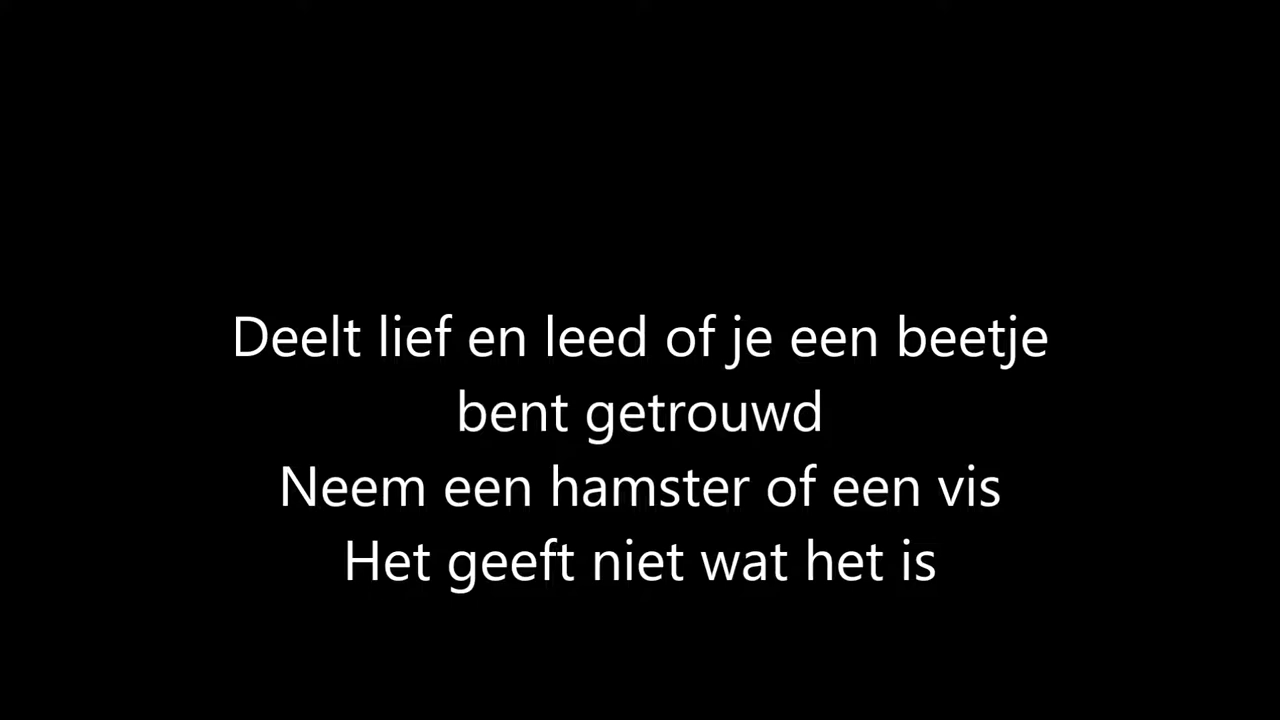 Deelt lief en leed of je een beetje
bent getrouwd
Neem een hamster of een vis
Het geeft niet wat het is